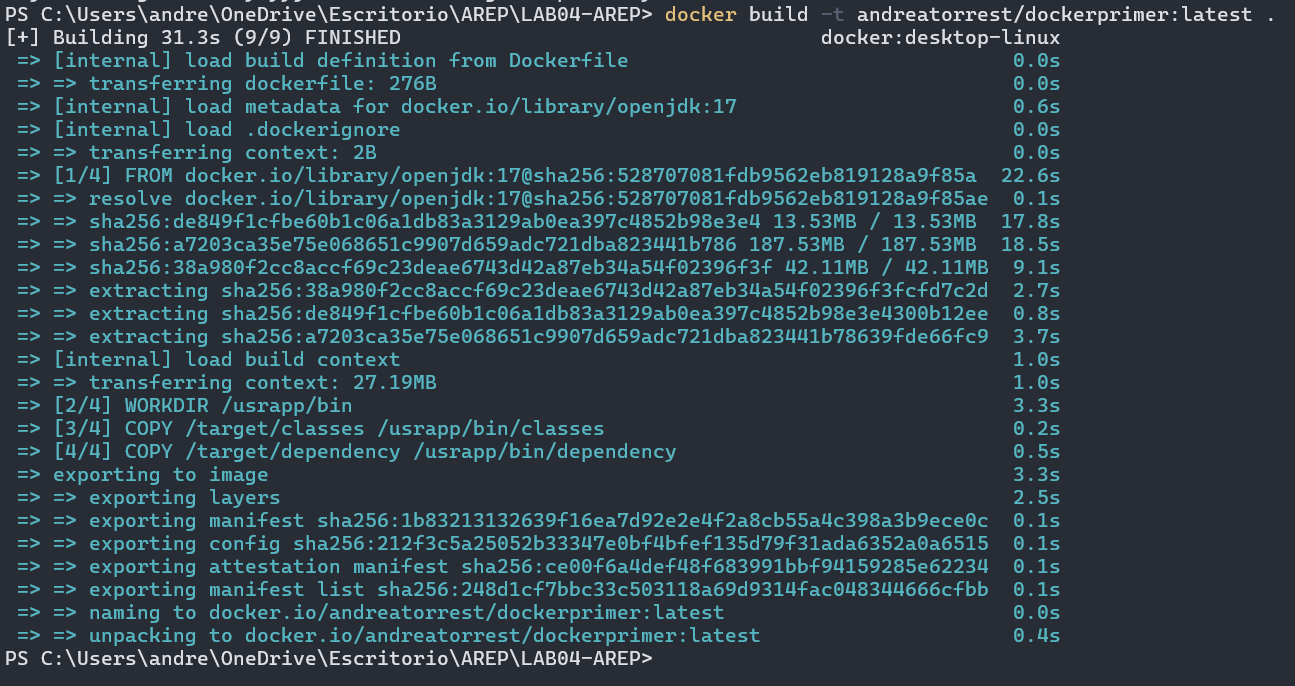 PS C:\Users\andre\OneDrive\Escritorio\AREP\LAB04-AREP> docker build -t andreatorrest/dockerprimer:latest .
[+] Building 31.3s (9/9) FINISHED docker:desktop-linux
=> [internal] load build definition from Dockerfile 0.0s
=> => transferring dockerfile: 276B 0.0s
=> [internal] load metadata for docker.io/library/openjdk:17 0.6s
=> [internal] load .dockerignore 0.0s
=> => transferring context: 2B 0.0s
=> [1/4] FROM docker.io/library/openjdk:17@sha256:528707081fdb9562eb819128a9f85a 22.6s
=> => resolve docker.io/library/openjdk:17@sha256:528707081fdb9562eb819128a9f85ae 0.1s
=> => sha256:de849f1cfbe60b1c06a1db83a3129ab0ea397c4852b98e3e4 13.53MB / 13.53MB 17.8s
=> => sha256:a7203ca35e75e068651c9907d659adc721dba823441b786 187.53MB / 187.53MB 18.5s
=> => sha256:38a980f2cc8accf69c23deae6743d42a87eb34a54f02396f3f 42.11MB / 42.11MB 9.1s
=> => extracting sha256:38a980f2cc8accf69c23deae6743d42a87eb34a54f02396f3fcfd7c2d 2.7s
=> => extracting sha256:de849f1cfbe60b1c06a1db83a3129ab0ea397c4852b98e3e4300b12ee 0.8s
=> => extracting sha256:a7203ca35e75e068651c9907d659adc721dba823441b78639fde66fc9 3.7s
=> [internal] load build context 1.0s
=> => transferring context: 27.19MB 1.0s
=> [2/4] WORKDIR /usrapp/bin 3.3s
=> [3/4] COPY /target/classes /usrapp/bin/classes 0.2s
=> [4/4] COPY /target/dependency /usrapp/bin/dependency 0.5s
=> exporting to image 3.3s
=> => exporting layers 2.5s
=> => exporting manifest sha256:1b83213132639f16ea7d92e2e4f2a8cb55a4c398a3b9ece0c 0.1s
=> => exporting config sha256:212f3c5a25052b33347e0bf4bfef135d79f31ada6352a0a6515 0.1s
=> => exporting attestation manifest sha256:ce00f6a4def48f683991bbf94159285e62234 0.1s
=> => exporting manifest list sha256:248d1cf7bbc33c503118a69d9314fac048344666cfbb 0.1s
=> => naming to docker.io/andreatorrest/dockerprimer:latest 0.0s
=> => unpacking to docker.io/andreatorrest/dockerprimer:latest 0.4s
PS C:\Users\andre\OneDrive\Escritorio\AREP\LAB04-AREP>